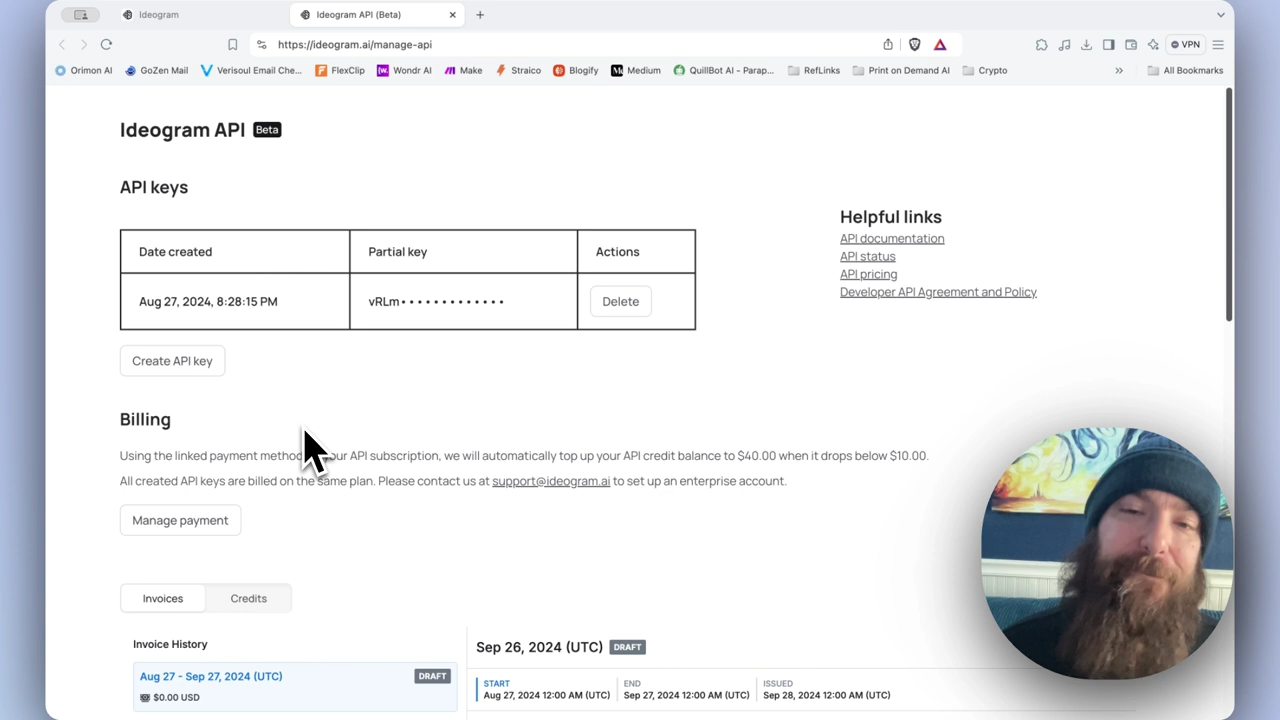 Ideogram
Ideogram API (Beta)
https://ideogram.ai/manage-api
VPN
Orimon AI
GoZen Mail
Verisoul Email Che...
FlexClip
Wondr AI
Make
Straico
Blogify
Medium
QuillBot AI - Parap...
RefLinks
Print on Demand AI
Crypto
All Bookmarks
Ideogram API Beta
API keys
Date created Partial key Actions
Aug 27, 2024, 8:28:15 PM vRLm•••••••••••••  Delete
Create API key
Helpful links
API documentation
API status
API pricing
Developer API Agreement and Policy
Billing
Using the linked payment method your API subscription, we will automatically top up your API credit balance to $40.00 when it drops below $10.00.
All created API keys are billed on the same plan. Please contact us at support@ideogram.ai to set up an enterprise account.
Manage payment
Invoices Credits
Invoice History
Aug 27 - Sep 27, 2024 (UTC) DRAFT
$0.00 USD
Sep 26, 2024 (UTC) DRAFT
START END ISSUED
Aug 27, 2024 12:00 AM (UTC) Sep 27, 2024 12:00 AM (UTC) Sep 28, 2024 12:00 AM (UTC)